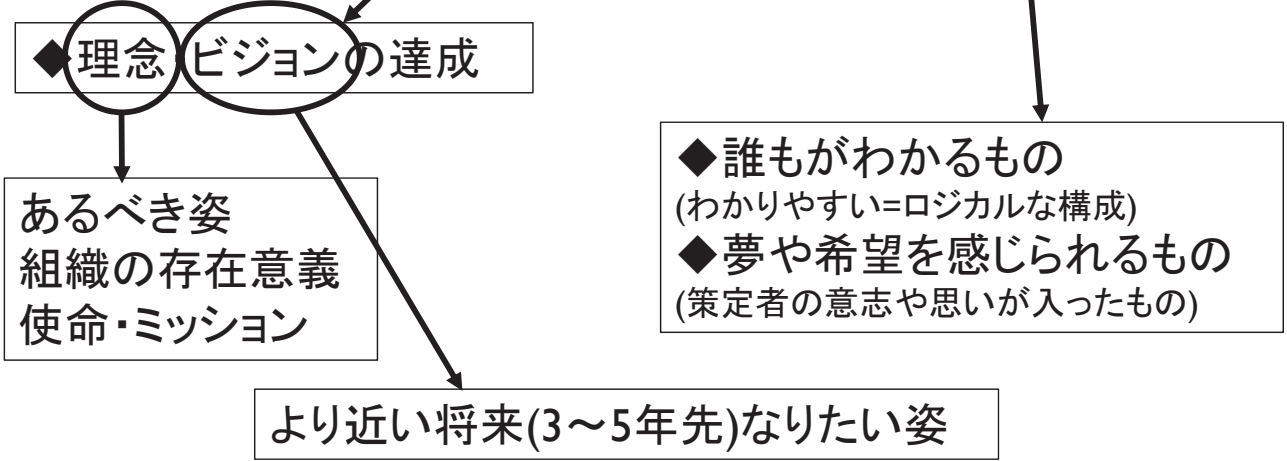 ◆理念 ビジョンの達成
あるべき姿
組織の存在意義
使命・ミッション
◆誰もがわかるもの
(わかりやすい=ロジカルな構成)
◆夢や希望を感じられるもの
(策定者の意志や思いが入ったもの)
より近い将来(3～5年先)なりたい姿